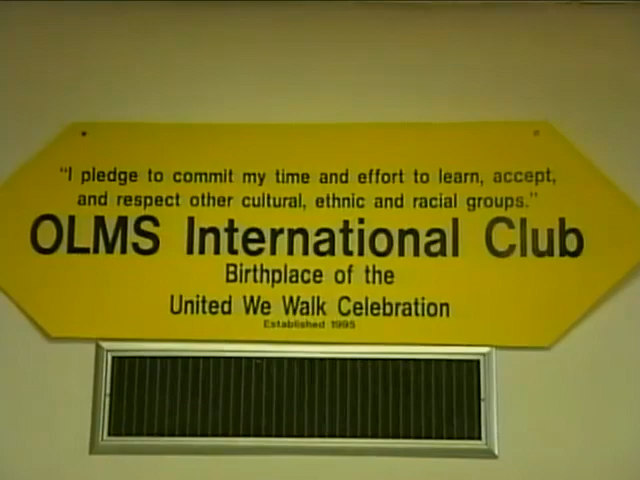 "I pledge to commit my time and effort to learn, accept,
and respect other cultural, ethnic and racial groups."
OLMS International Club
Birthplace of the
United We Walk Celebration
Established 1995